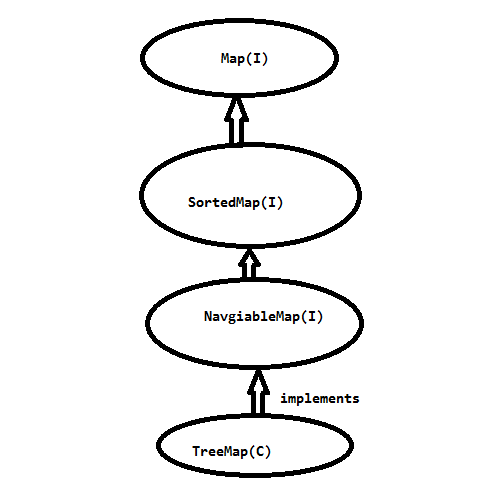 Map(I)
SortedMap(I)
NavgiableMap(I)
implements
TreeMap(C)